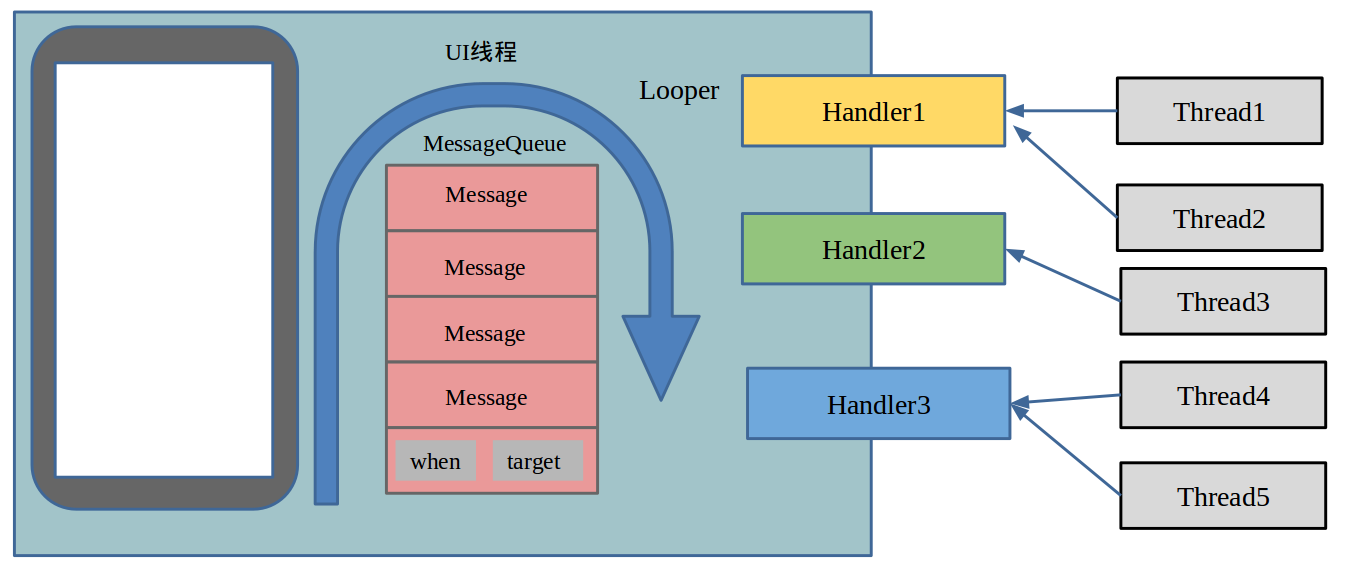 UI线程
Looper
MessageQueue
Message
Message
Message
Message
when target
Handler1
Handler2
Handler3
Thread1
Thread2
Thread3
Thread4
Thread5